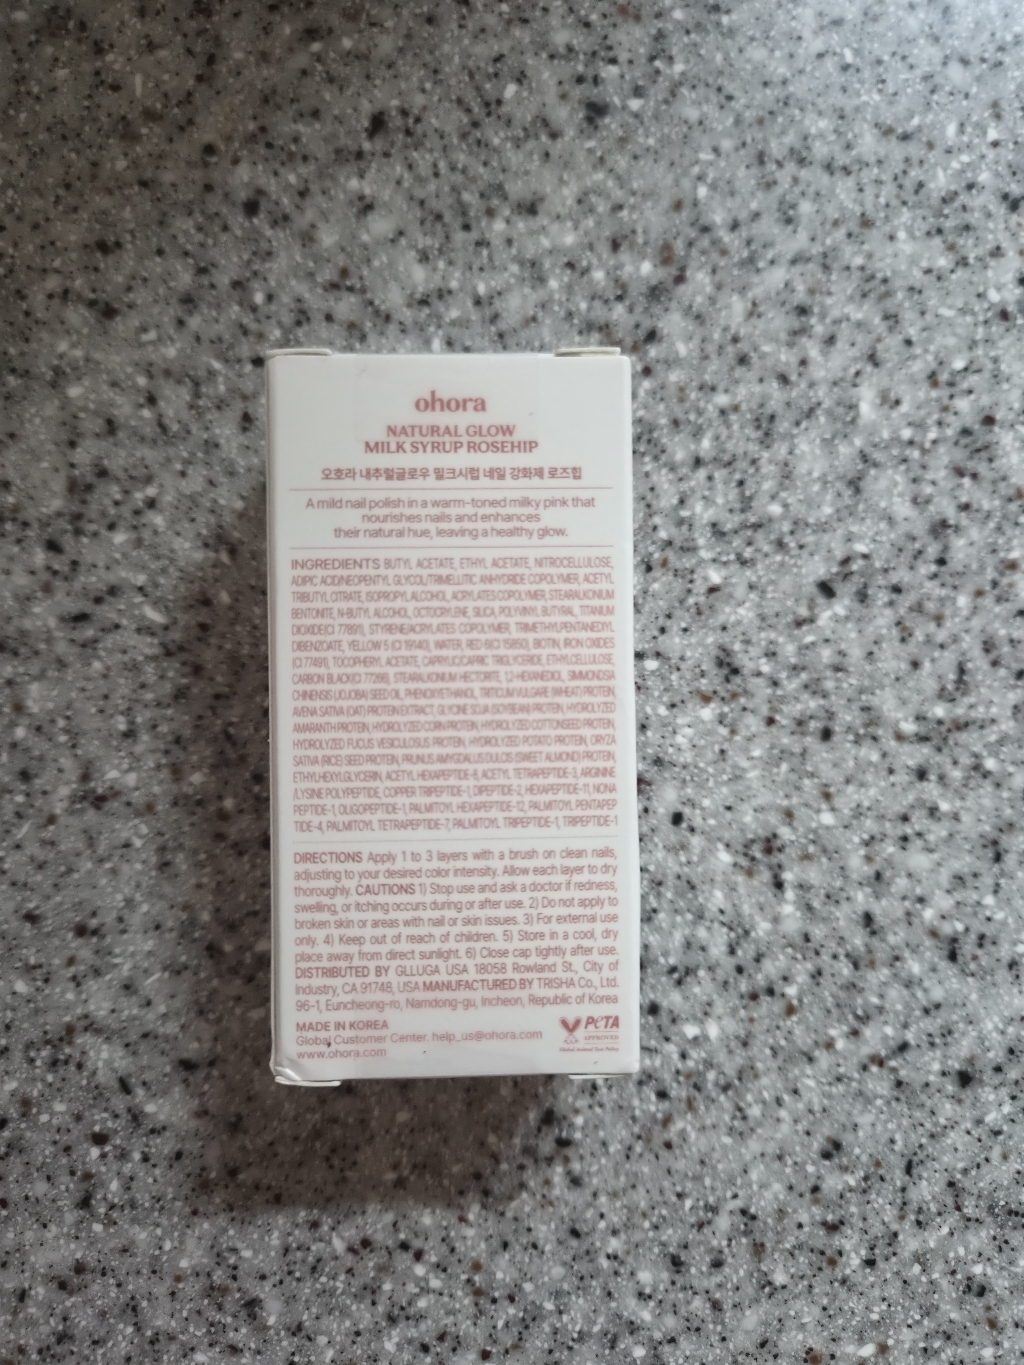 ohora
NATURAL GLOW
MILK SYRUP ROSEHIP
오호라 내추럴글로우 밀크시럽 네일 강화제 로즈힙
A mild nail polish in a warm-toned milky pink that
nourishes nails and enhances
their natural hue, leaving a healthy glow.
INGREDIENTS BUTYL ACETATE, ETHYL ACETATE, NITROCELLULOSE,
ADIPIC ACID/NEOPENTYL GLYCOL/TRIMELLITIC ANHYDRIDE COPOLYMER, ACETYL
TRIBUTYL CITRATE, ISOPROPYL ALCOHOL, ACRYLATES COPOLYMER, STEARALKONIUM
BENTONITE, N-BUTYL ALCOHOL, OCTOCRYLENE, SILICA, POLYVINYL BUTYRAL, TITANIUM
DIOXIDE(CI 77891), STYRENE/ACRYLATES COPOLYMER, TRIMETHYLPENTANEDIYL
DIBENZOATE, YELLOW 5 (CI 19140), WATER, RED 6(CI 15850), BIOTIN, IRON OXIDES
(CI 77491), TOCOPHERYL ACETATE, CAPRYLIC/CAPRIC TRIGLYCERIDE, ETHYLCELLULOSE,
CARBON BLACK(CI 77266), STEARALKONIUM HECTORITE, 1,2-HEXANEDIOL, SIMMONDSIA
CHINENSIS (JOJOBA) SEED OIL, PHENOXYETHANOL, TRITICUM VULGARE (WHEAT) PROTEIN,
AVENA SATIVA (OAT) PROTEIN EXTRACT, GLYCINE SOJA (SOYBEAN) PROTEIN, HYDROLYZED
AMARANTH PROTEIN, HYDROLYZED CORN PROTEIN, HYDROLYZED COTTONSEED PROTEIN,
HYDROLYZED FUCUS VESICULOSUS PROTEIN, HYDROLYZED POTATO PROTEIN, ORYZA
SATIVA (RICE) SEED PROTEIN, PRUNUS AMYGDALUS DULCIS (SWEET ALMOND) PROTEIN,
ETHYLHEXYLGLYCERIN, ACETYL HEXAPEPTIDE-8, ACETYL TETRAPEPTIDE-3, ARGININE
/LYSINE POLYPEPTIDE, COPPER TRIPEPTIDE-1, DIPEPTIDE-2, HEXAPEPTIDE-11, NONA
PEPTIDE-1, OLIGOPEPTIDE-1, PALMITOYL HEXAPEPTIDE-12, PALMITOYL PENTAPEP
TIDE-4, PALMITOYL TETRAPEPTIDE-7, PALMITOYL TRIPEPTIDE-1, TRIPEPTIDE-1
DIRECTIONS Apply 1 to 3 layers with a brush on clean nails,
adjusting to your desired color intensity. Allow each layer to dry
thoroughly. CAUTIONS 1) Stop use and ask a doctor if redness,
swelling, or itching occurs during or after use. 2) Do not apply to
broken skin or areas with nail or skin issues. 3) For external use
only. 4) Keep out of reach of children. 5) Store in a cool, dry
place away from direct sunlight. 6) Close cap tightly after use.
DISTRIBUTED BY GLLUGA USA 18058 Rowland St., City of
Industry, CA 91748, USA MANUFACTURED BY TRISHA Co., Ltd.
96-1, Euncheong-ro, Namdong-gu, Incheon, Republic of Korea
MADE IN KOREA
Global Customer Center. help_us@ohora.com
www.ohora.com
PETA
APPROVED
Global Animal Test Policy